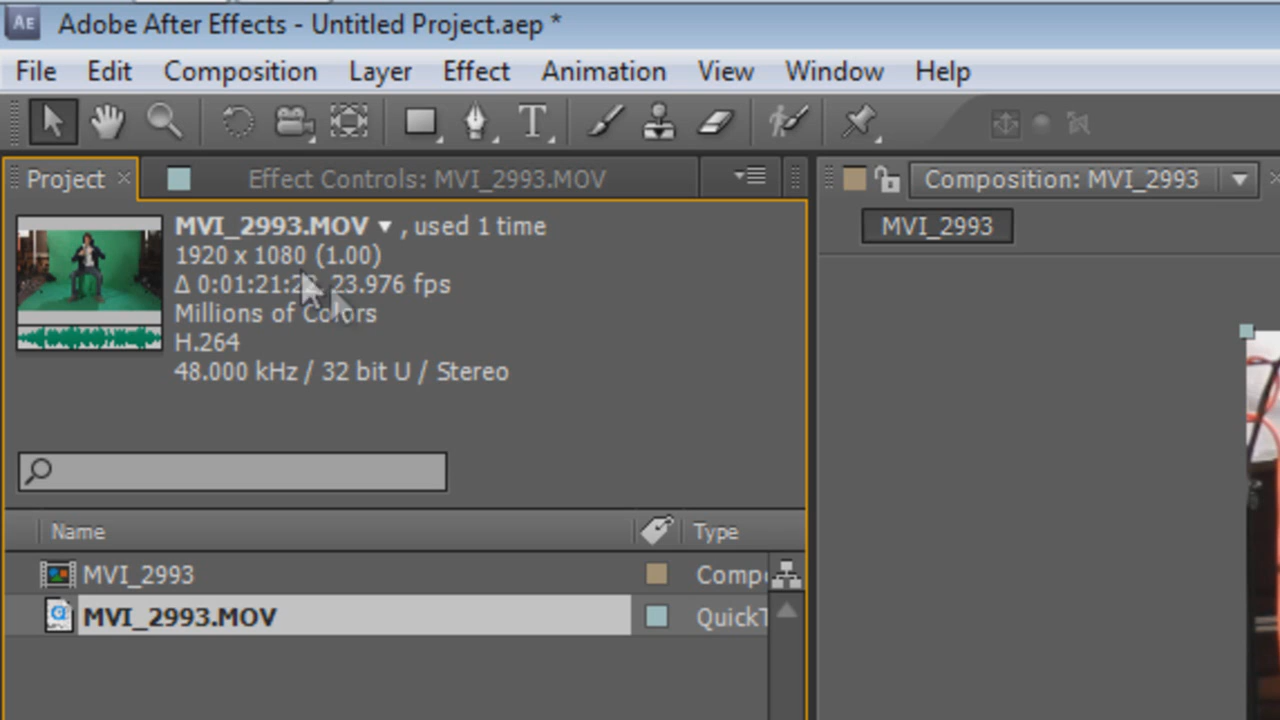 AE Adobe After Effects - Untitled Project.aep *
File Edit Composition Layer Effect Animation View Window Help
T
Project × Effect Controls: MVI_2993.MOV Composition: MVI_2993
MVI_2993
MVI_2993.MOV , used 1 time
1920 x 1080 (1.00)
Δ 23.976 fps
Millions of Colors
H.264
48.000 kHz / 32 bit U / Stereo
Name Type
MVI_2993
MVI_2993.MOV